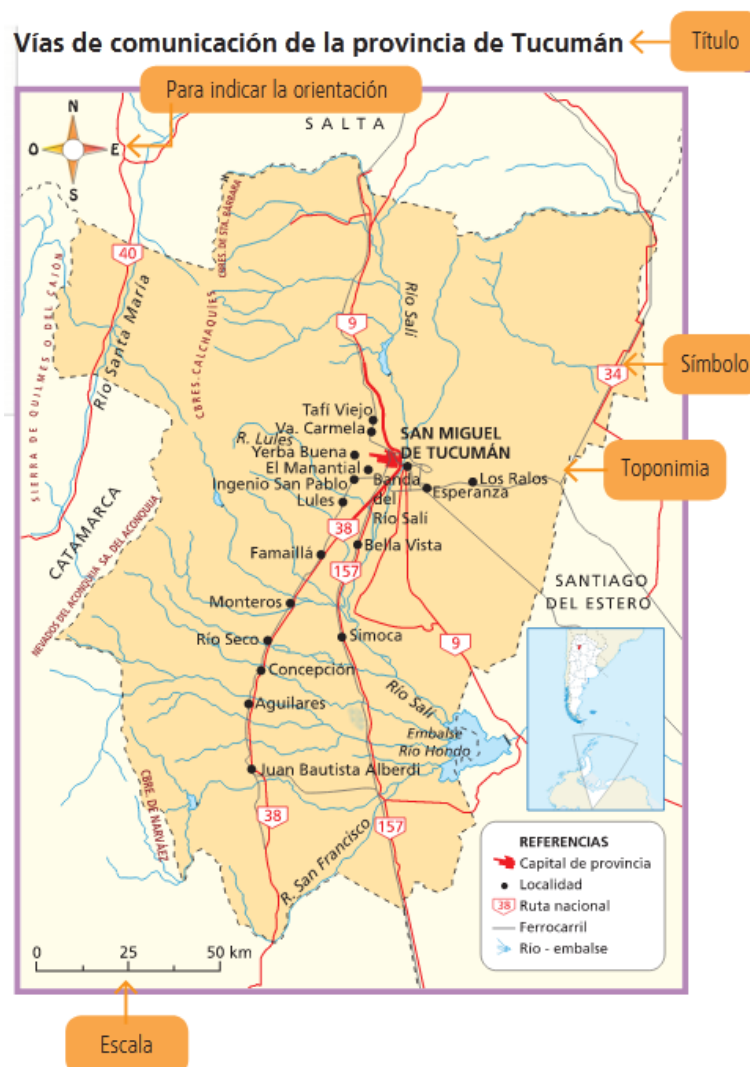 Vías de comunicación de la provincia de Tucumán
Título
Para indicar la orientación
N
O
E
S
SALTA
CBRES. DE STA. BÁRBARA
40
SIERRA DE QUILMES O DEL CAJÓN
Río Santa María
CBRES. CALCHAQUÍES
9
Río Salí
34
Símbolo
Tafí Viejo
Va. Carmela
R. Lules
SAN MIGUEL
DE TUCUMÁN
Yerba Buena
El Manantial
Ingenio San Pablo
Banda
del
Río Salí
Los Ralos
Esperanza
Toponimia
Lules
38
CATAMARCA
Famaillá
Bella Vista
157
NEVADOS DEL ACONQUIJA
SA. DEL ACONQUIJA
SANTIAGO
DEL ESTERO
Monteros
Río Seco
Simoca
9
Concepción
Río Salí
Aguilares
Embalse
Río Hondo
Juan Bautista Alberdi
CBRE. DE NARVÁEZ
38
157
R. San Francisco
REFERENCIAS
Capital de provincia
Localidad
38 Ruta nacional
Ferrocarril
Río - embalse
0 25 50 km
Escala